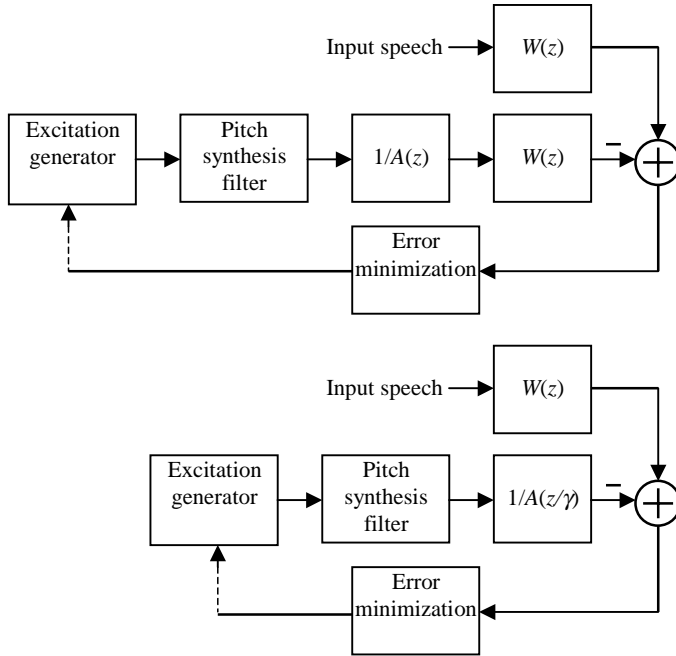 Input speech
W(z)
Excitation
generator
Pitch
synthesis
filter
1/A(z)
W(z)
−
+
Error
minimization
Input speech
W(z)
Excitation
generator
Pitch
synthesis
filter
1/A(z/γ)
−
+
Error
minimization